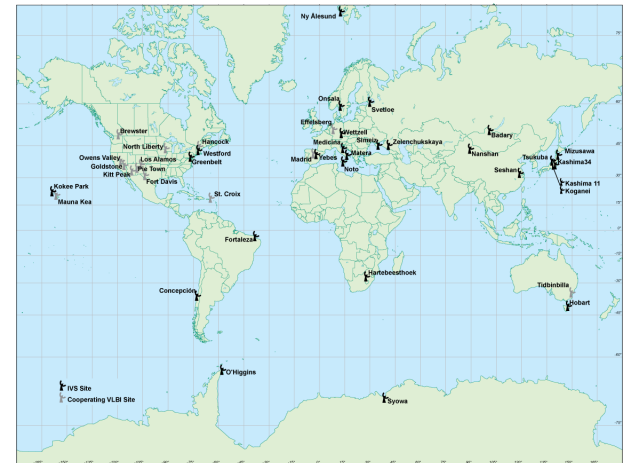 Ny Ålesund
Onsala
Svetloe
Effelsberg
Wettzell
Badary
Brewster
Hancock
North Liberty
Westford
Greenbelt
Medicina
Simeiz
Zelenchukskaya
Mizusawa
Owens Valley
Los Alamos
Madrid
Yebes
Matera
Nanshan
Tsukuba
Kashima34
Goldstone
Pie Town
Kitt Peak
Fort Davis
Noto
Seshan
Kokee Park
Mauna Kea
St. Croix
Kashima 11
Koganei
Fortaleza
Hartebeesthoek
Tidbinbilla
Concepción
Hobart
O'Higgins
Syowa
IVS Site
Cooperating VLBI Site